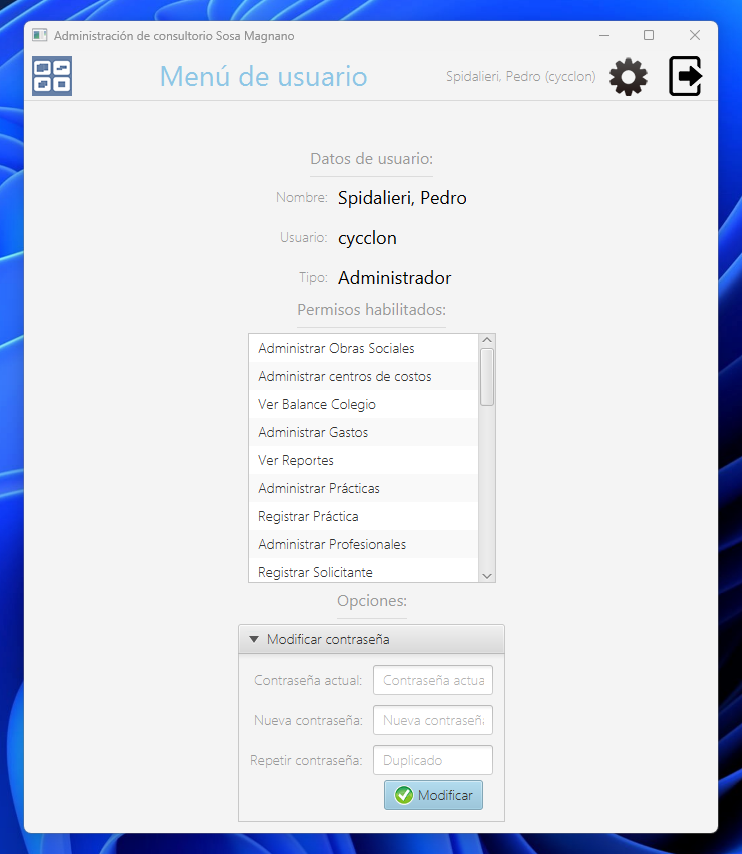 Administración de consultorio Sosa Magnano
Menú de usuario
Spidalieri, Pedro (cycclon)
Datos de usuario:
Nombre: Spidalieri, Pedro
Usuario: cycclon
Tipo: Administrador
Permisos habilitados:
Administrar Obras Sociales
Administrar centros de costos
Ver Balance Colegio
Administrar Gastos
Ver Reportes
Administrar Prácticas
Registrar Práctica
Administrar Profesionales
Registrar Solicitante
Opciones:
Modificar contraseña
Contraseña actual: Contraseña actua
Nueva contraseña: Nueva contraseña
Repetir contraseña: Duplicado
Modificar